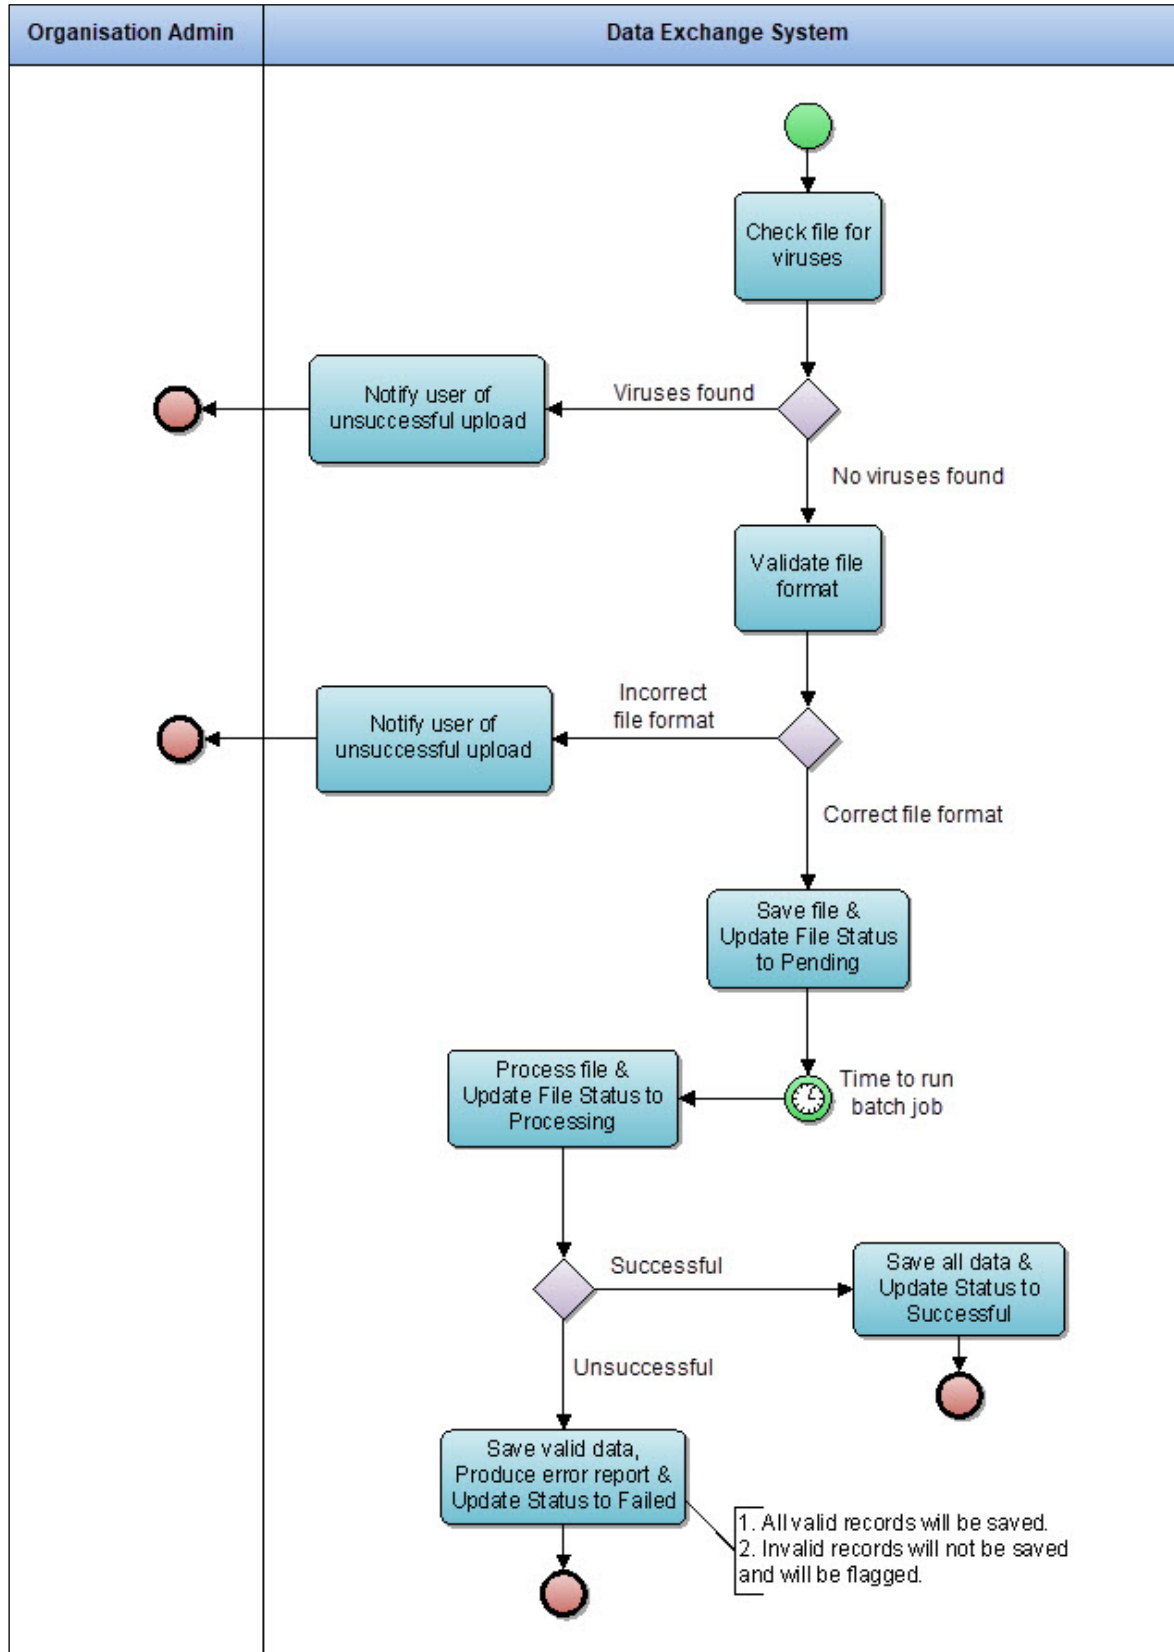 Organisation Admin
Data Exchange System
Check file for
viruses
Viruses found
Notify user of
unsuccessful upload
No viruses found
Validate file
format
Incorrect
file format
Notify user of
unsuccessful upload
Correct file format
Save file &
Update File Status
to Pending
Time to run
batch job
Process file &
Update File Status to
Processing
Successful
Save all data &
Update Status to
Successful
Unsuccessful
Save valid data,
Produce error report &
Update Status to Failed
1. All valid records will be saved.
2. Invalid records will not be saved
and will be flagged.